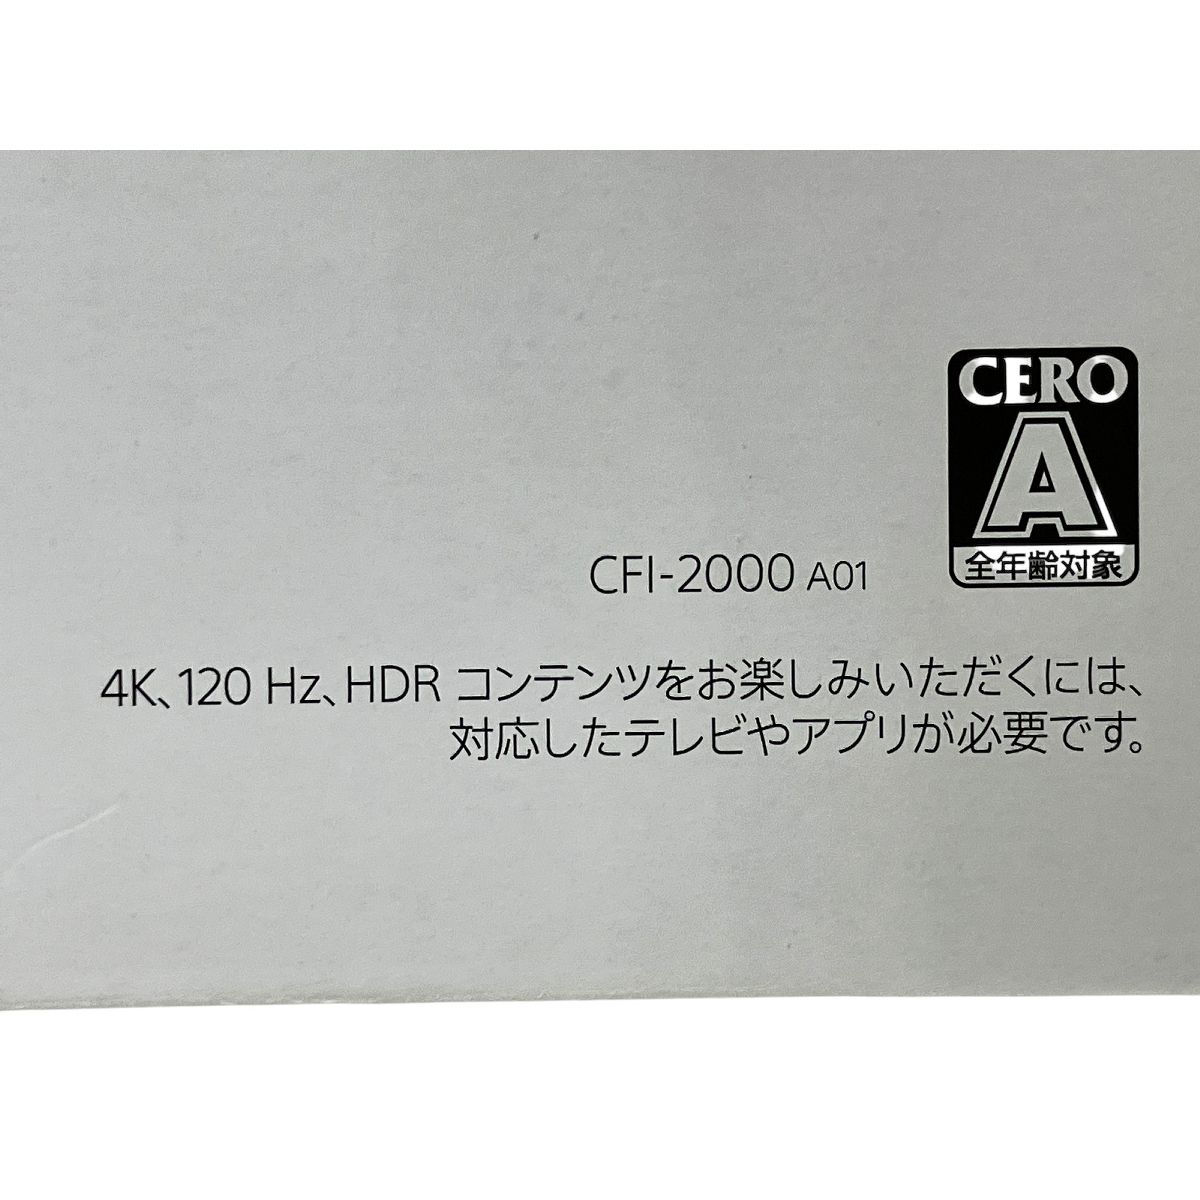 CERO
A
全年齢対象
CFI-2000 A01
4K、120 Hz、HDR コンテンツをお楽しみいただくには、
対応したテレビやアプリが必要です。